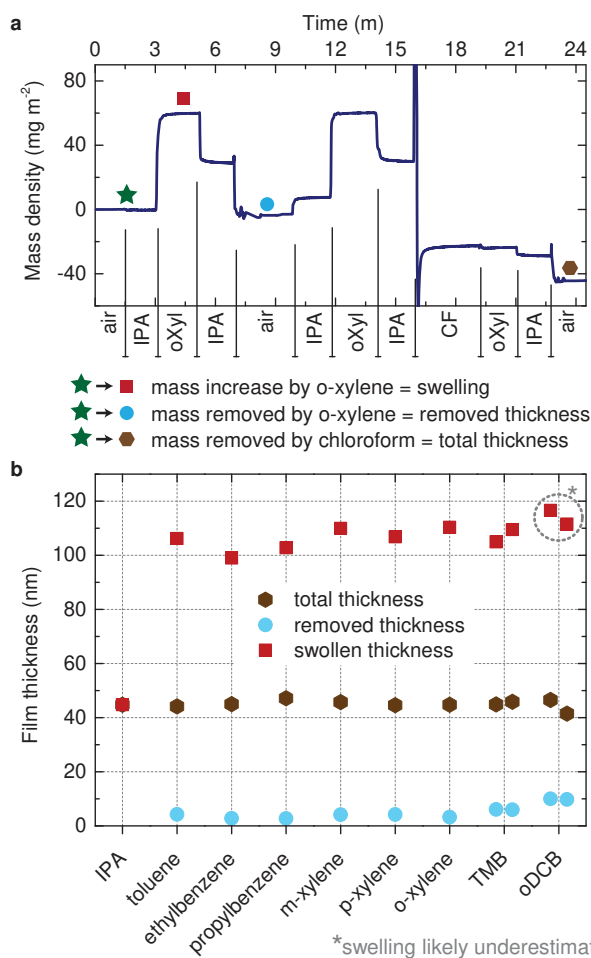 a
Time (m)
0 3 6 9 12 15 18 21 24
Mass density (mg m⁻²)
80
40
0
-40
air IPA oXyl IPA air IPA oXyl IPA CF oXyl IPA air
mass increase by o-xylene = swelling
mass removed by o-xylene = removed thickness
mass removed by chloroform = total thickness
b
Film thickness (nm)
120
100
80
60
40
20
0
*
total thickness
removed thickness
swollen thickness
IPA toluene ethylbenzene propylbenzene m-xylene p-xylene o-xylene TMB oDCB
*swelling likely underestimat